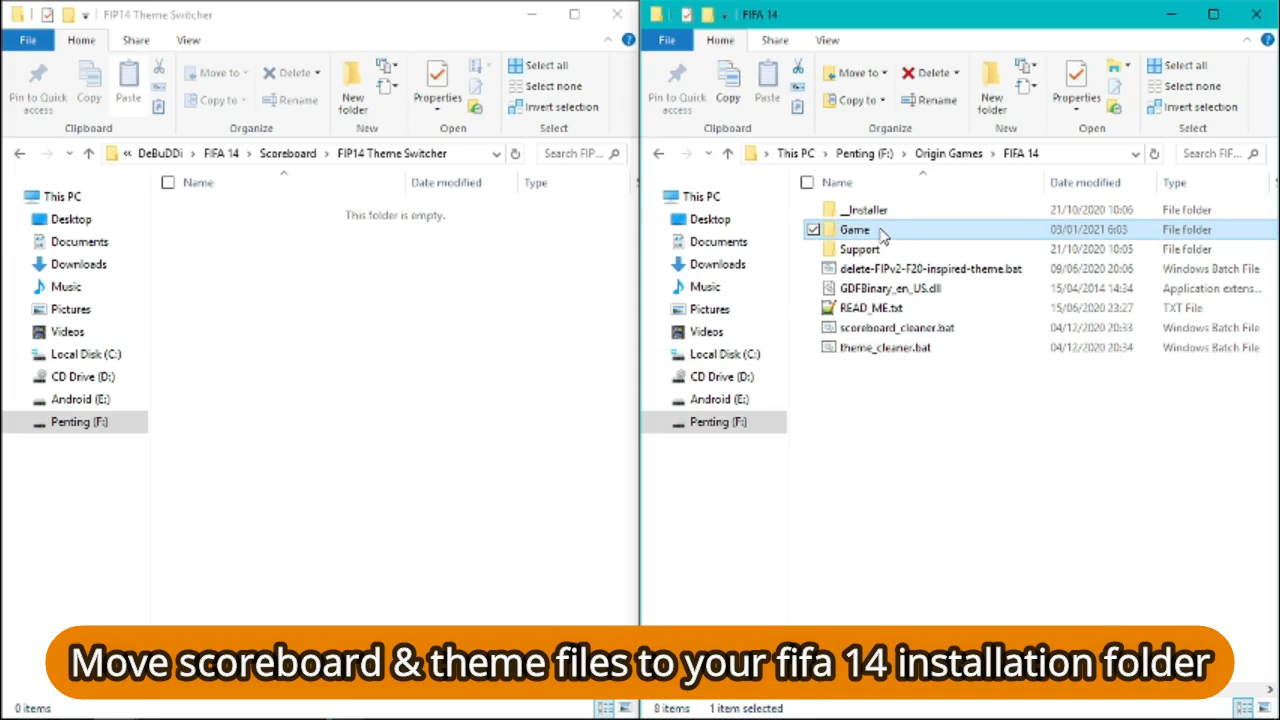 FIP14 Theme Switcher
File Home Share View
Pin to Quick access
Copy
Paste
Move to
Copy to
Delete
Rename
New folder
Properties
Select all
Select none
Invert selection
Clipboard Organize New Open Select
« DeBuDDi > FIFA 14 > Scoreboard > FIP14 Theme Switcher
Search FIP...
Name Date modified Type
This folder is empty.
This PC
Desktop
Documents
Downloads
Music
Pictures
Videos
Local Disk (C:)
CD Drive (D:)
Android (E:)
Penting (F:)
0 items
FIFA 14
File Home Share View
Pin to Quick access
Copy
Paste
Move to
Copy to
Delete
Rename
New folder
Properties
Select all
Select none
Invert selection
Clipboard Organize New Open Select
> This PC > Penting (F:) > Origin Games > FIFA 14
Search FIF...
Name Date modified Type
This PC
Desktop
Documents
Downloads
Music
Pictures
Videos
Local Disk (C:)
CD Drive (D:)
Android (E:)
Penting (F:)
__Installer 21/10/2020 10:06 File folder
Game 03/01/2021 6:03 File folder
Support 21/10/2020 10:05 File folder
delete-FIPv2-F20-inspired-theme.bat 09/06/2020 20:06 Windows Batch File
GDFBinary_en_US.dll 15/04/2014 14:34 Application extens...
READ_ME.txt 15/06/2020 23:27 TXT File
scoreboard_cleaner.bat 04/12/2020 20:33 Windows Batch File
theme_cleaner.bat 04/12/2020 20:34 Windows Batch File
8 items 1 item selected
Move scoreboard & theme files to your fifa 14 installation folder